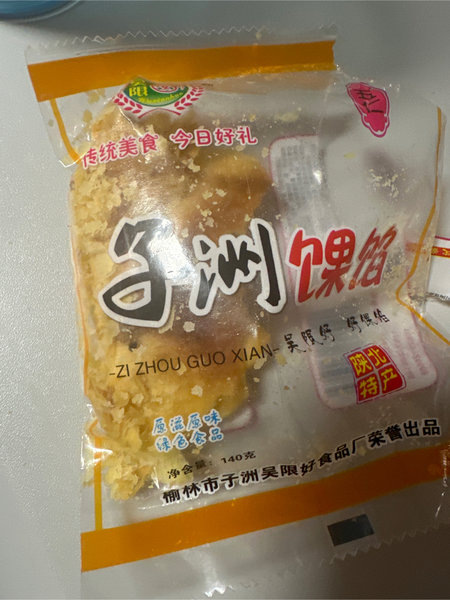 限
传统美食 今日好礼
子洲馃馅
-ZI ZHOU GUO XIAN-
吴限好 好馃馅
陕北
特产
原滋原味
绿色食品
净含量：140克
榆林市子洲吴限好食品厂荣誉出品